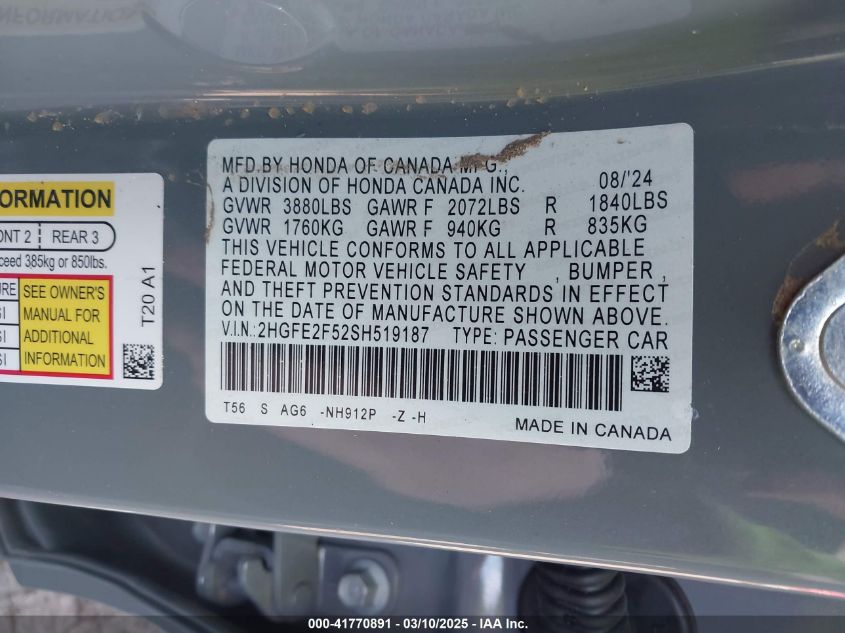 MFD.BY HONDA OF CANADA MFG.,
A DIVISION OF HONDA CANADA INC. 08/'24
GVWR 3880LBS GAWR F 2072LBS R 1840LBS
GVWR 1760KG GAWR F 940KG R 835KG
THIS VEHICLE CONFORMS TO ALL APPLICABLE
FEDERAL MOTOR VEHICLE SAFETY , BUMPER ,
AND THEFT PREVENTION STANDARDS IN EFFECT
ON THE DATE OF MANUFACTURE SHOWN ABOVE.
V.I.N.:2HGFE2F52SH519187 TYPE: PASSENGER CAR
T56 S AG6 -NH912P -Z -H
MADE IN CANADA
ORMATION
ONT 2 REAR 3
ceed 385kg or 850lbs.
SEE OWNER'S
MANUAL FOR
ADDITIONAL
INFORMATION
T20 A1
000-41770891 - 03/10/2025 - IAA Inc.